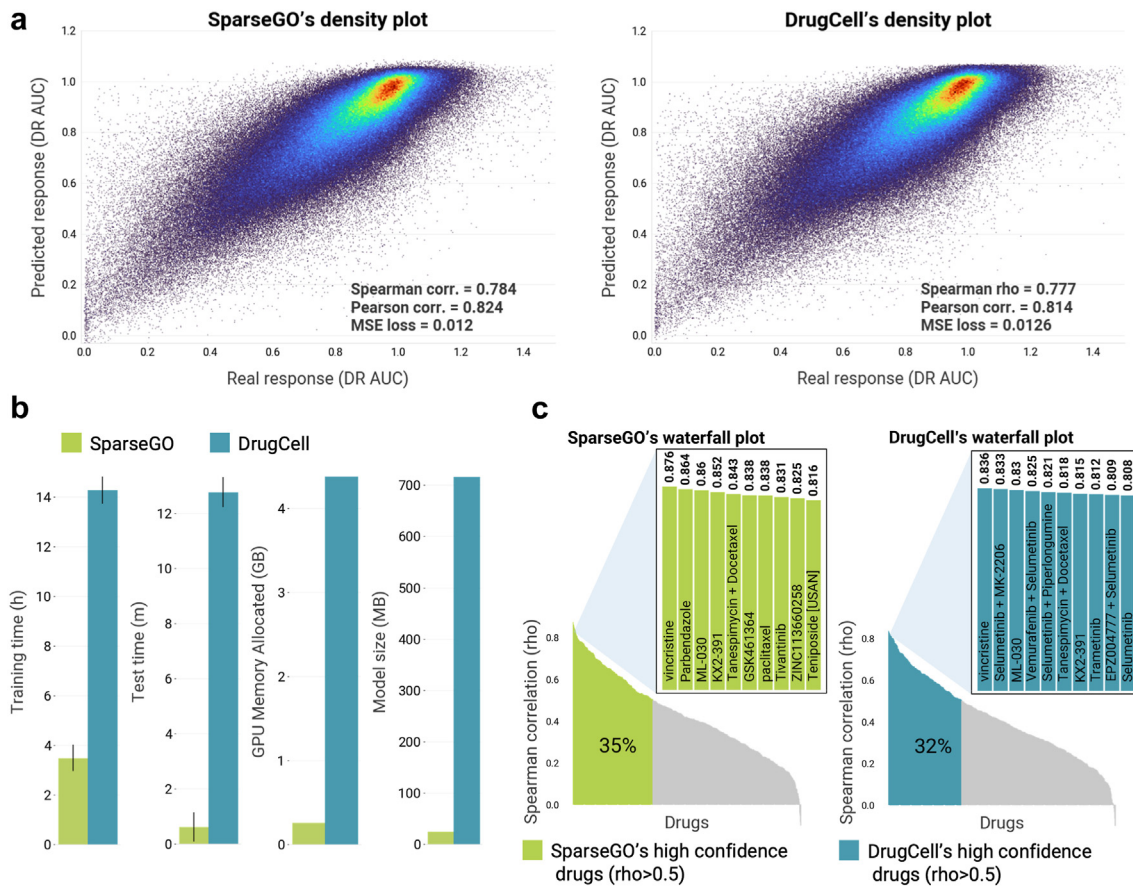 a
SparseGO's density plot
DrugCell's density plot
Predicted response (DR AUC)
1.2
1.0
0.8
0.6
0.4
0.2
0.0
Spearman corr. = 0.784
Pearson corr. = 0.824
MSE loss = 0.012
0.0 0.2 0.4 0.6 0.8 1.0 1.2 1.4
Real response (DR AUC)
Predicted response (DR AUC)
1.2
1.0
0.8
0.6
0.4
0.2
0.0
Spearman rho = 0.777
Pearson corr. = 0.814
MSE loss = 0.0126
0.0 0.2 0.4 0.6 0.8 1.0 1.2 1.4
Real response (DR AUC)
b
SparseGO
DrugCell
Training time (h)
14
12
10
8
6
4
2
0
Test time (m)
14
12
10
8
6
4
2
0
GPU Memory Allocated (GB)
4
3
2
1
0
Model size (MB)
700
600
500
400
300
200
100
0
c
SparseGO's waterfall plot
0.876
0.864
0.86
0.852
0.843
0.838
0.838
0.831
0.825
0.816
vincristine
Parbendazole
ML-030
KX2-391
Tanespimycin + Docetaxel
GSK461364
paclitaxel
Tivantinib
ZINC113660258
Teniposide [USAN]
Spearman correlation (rho)
0.8
0.6
0.4
0.2
0.0
35%
Drugs
SparseGO's high confidence
drugs (rho>0.5)
DrugCell's waterfall plot
0.836
0.833
0.83
0.825
0.821
0.818
0.815
0.812
0.809
0.808
vincristine
Selumetinib + MK-2206
ML-030
Vemurafenib + Selumetinib
Selumetinib + Piperlongumine
Tanespimycin + Docetaxel
KX2-391
Trametinib
EPZ004777 + Selumetinib
Selumetinib
Spearman correlation (rho)
0.8
0.6
0.4
0.2
0.0
32%
Drugs
DrugCell's high confidence
drugs (rho>0.5)